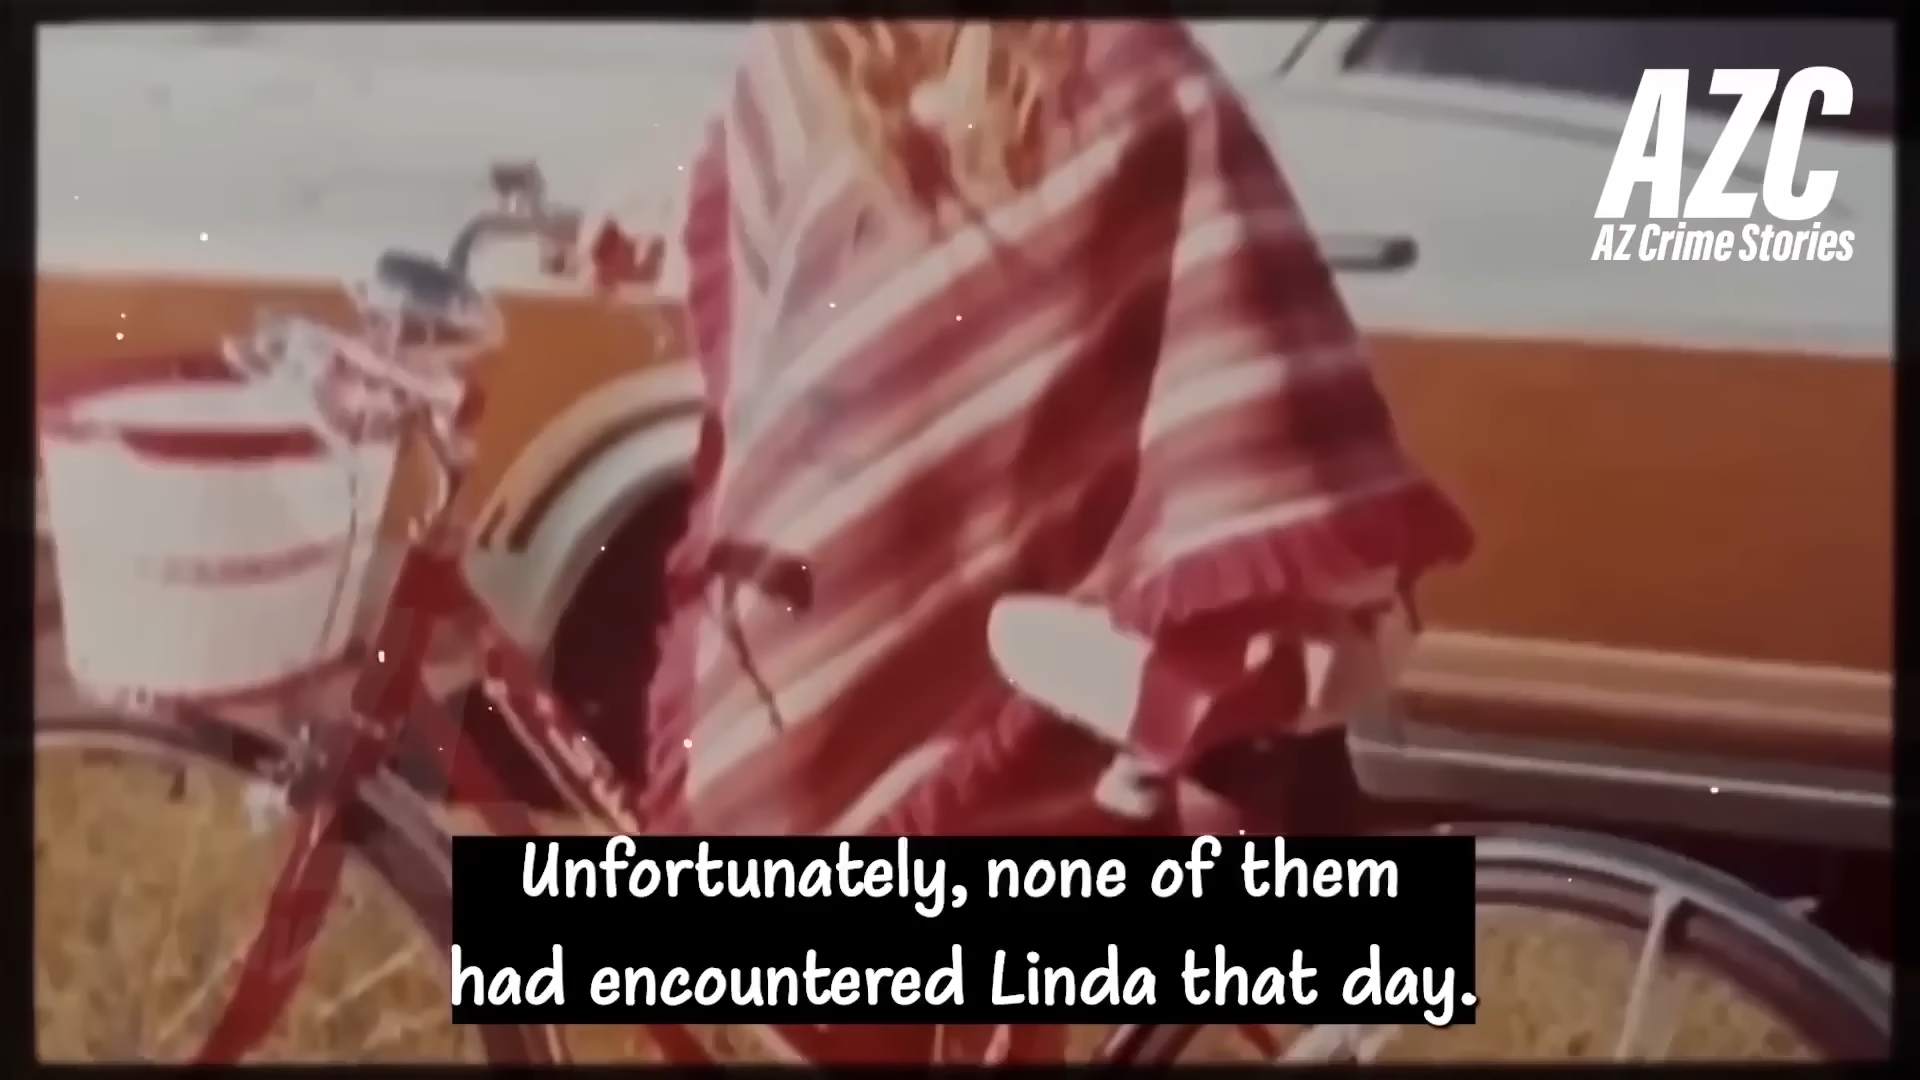 AZC
AZ Crime Stories
Unfortunately, none of them
had encountered Linda that day.